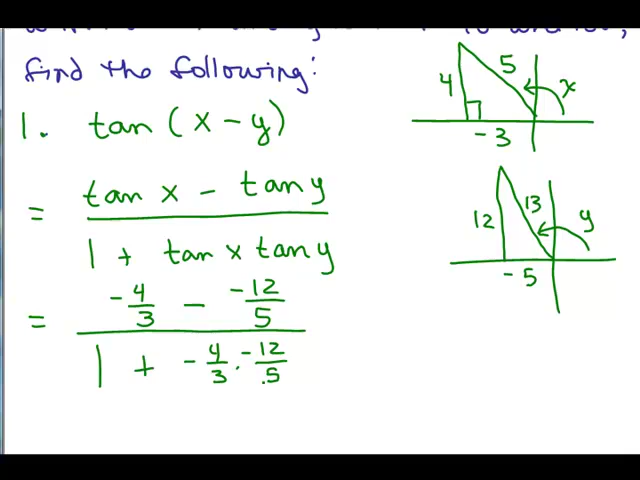 find the following:
1. tan (x - y)
= (tan x - tan y) / (1 + tan x tan y)
= (-4/3 - -12/5) / (1 + -4/3 · -12/5)
4
5
x
-3
12
13
y
-5